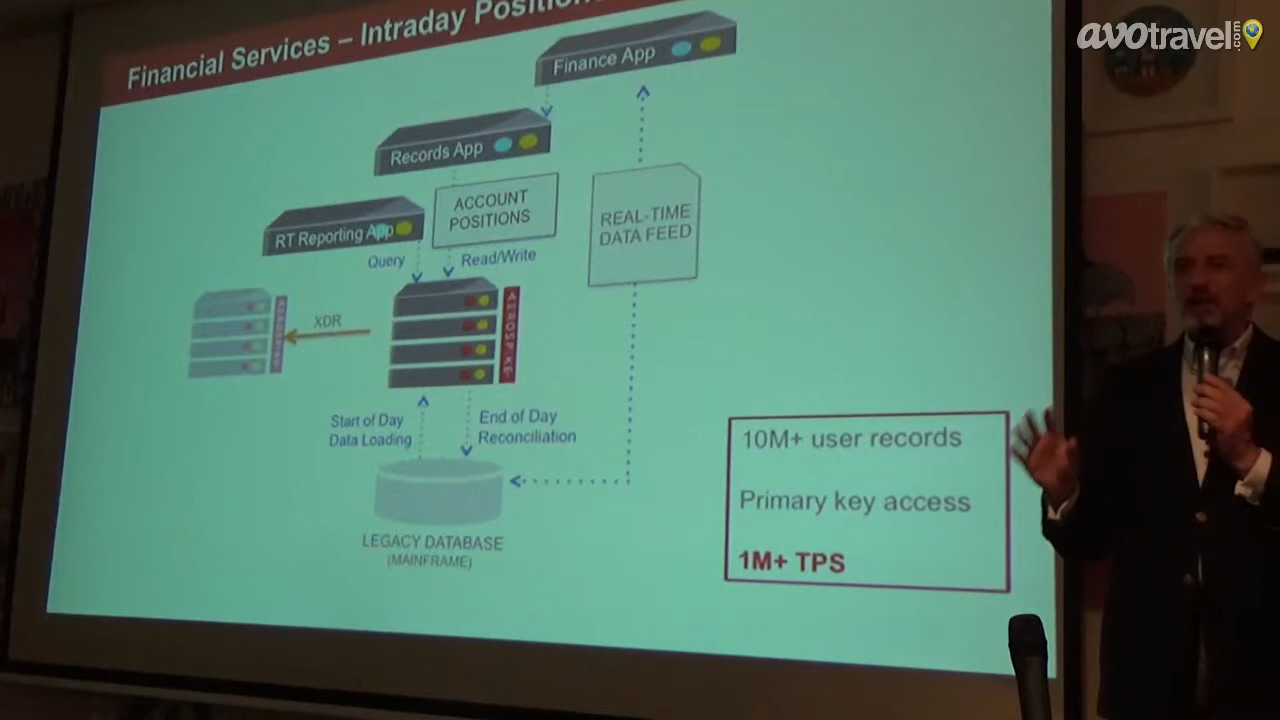 avotravel.com
Financial Services – Intraday Position
Finance App
Records App
ACCOUNT
POSITIONS
REAL-TIME
DATA FEED
RT Reporting App
Query
Read/Write
AEROSPIKE
XDR
AEROSPIKE
Start of Day
Data Loading
End of Day
Reconciliation
10M+ user records
Primary key access
1M+ TPS
LEGACY DATABASE
(MAINFRAME)